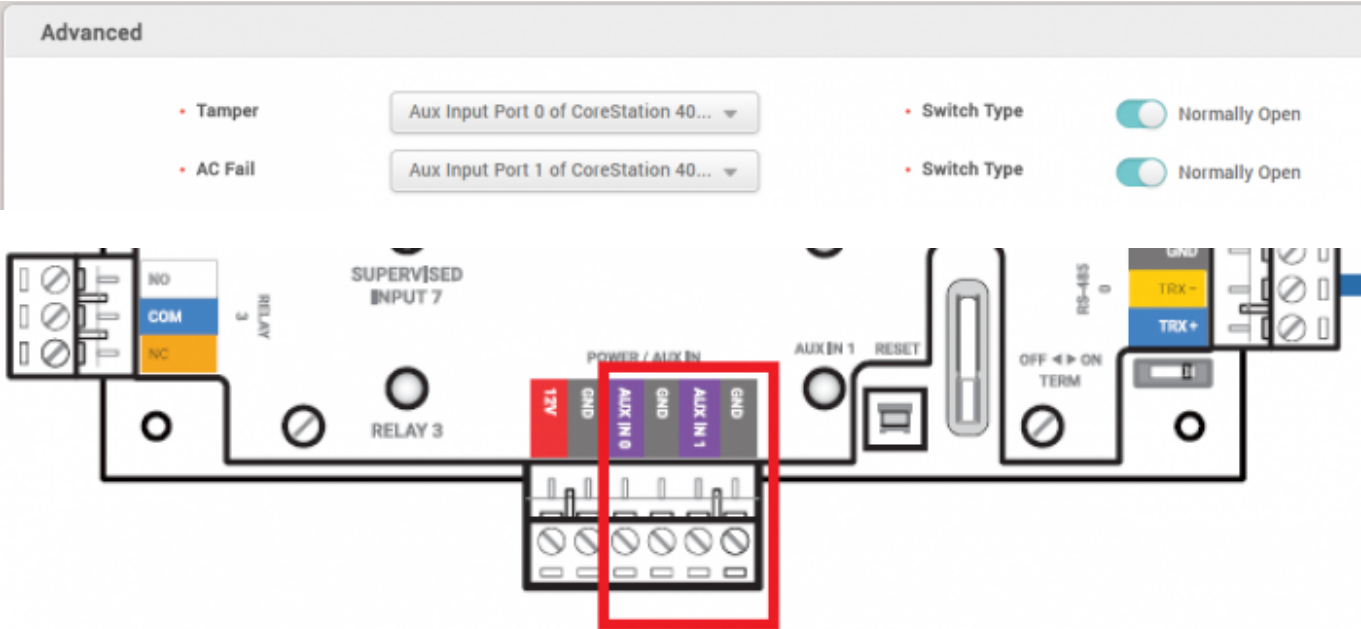 Advanced
Tamper
Aux Input Port 0 of CoreStation 40...
Switch Type
Normally Open
AC Fail
Aux Input Port 1 of CoreStation 40...
Switch Type
Normally Open
NO
COM
NC
RELAY
3
SUPERVISED
INPUT 7
RELAY 3
POWER / AUX IN
12V
GND
AUX IN 0
GND
AUX IN 1
GND
AUX IN 1
RESET
OFF ◄► ON
TERM
RS-485
0
GND
TRX -
TRX +